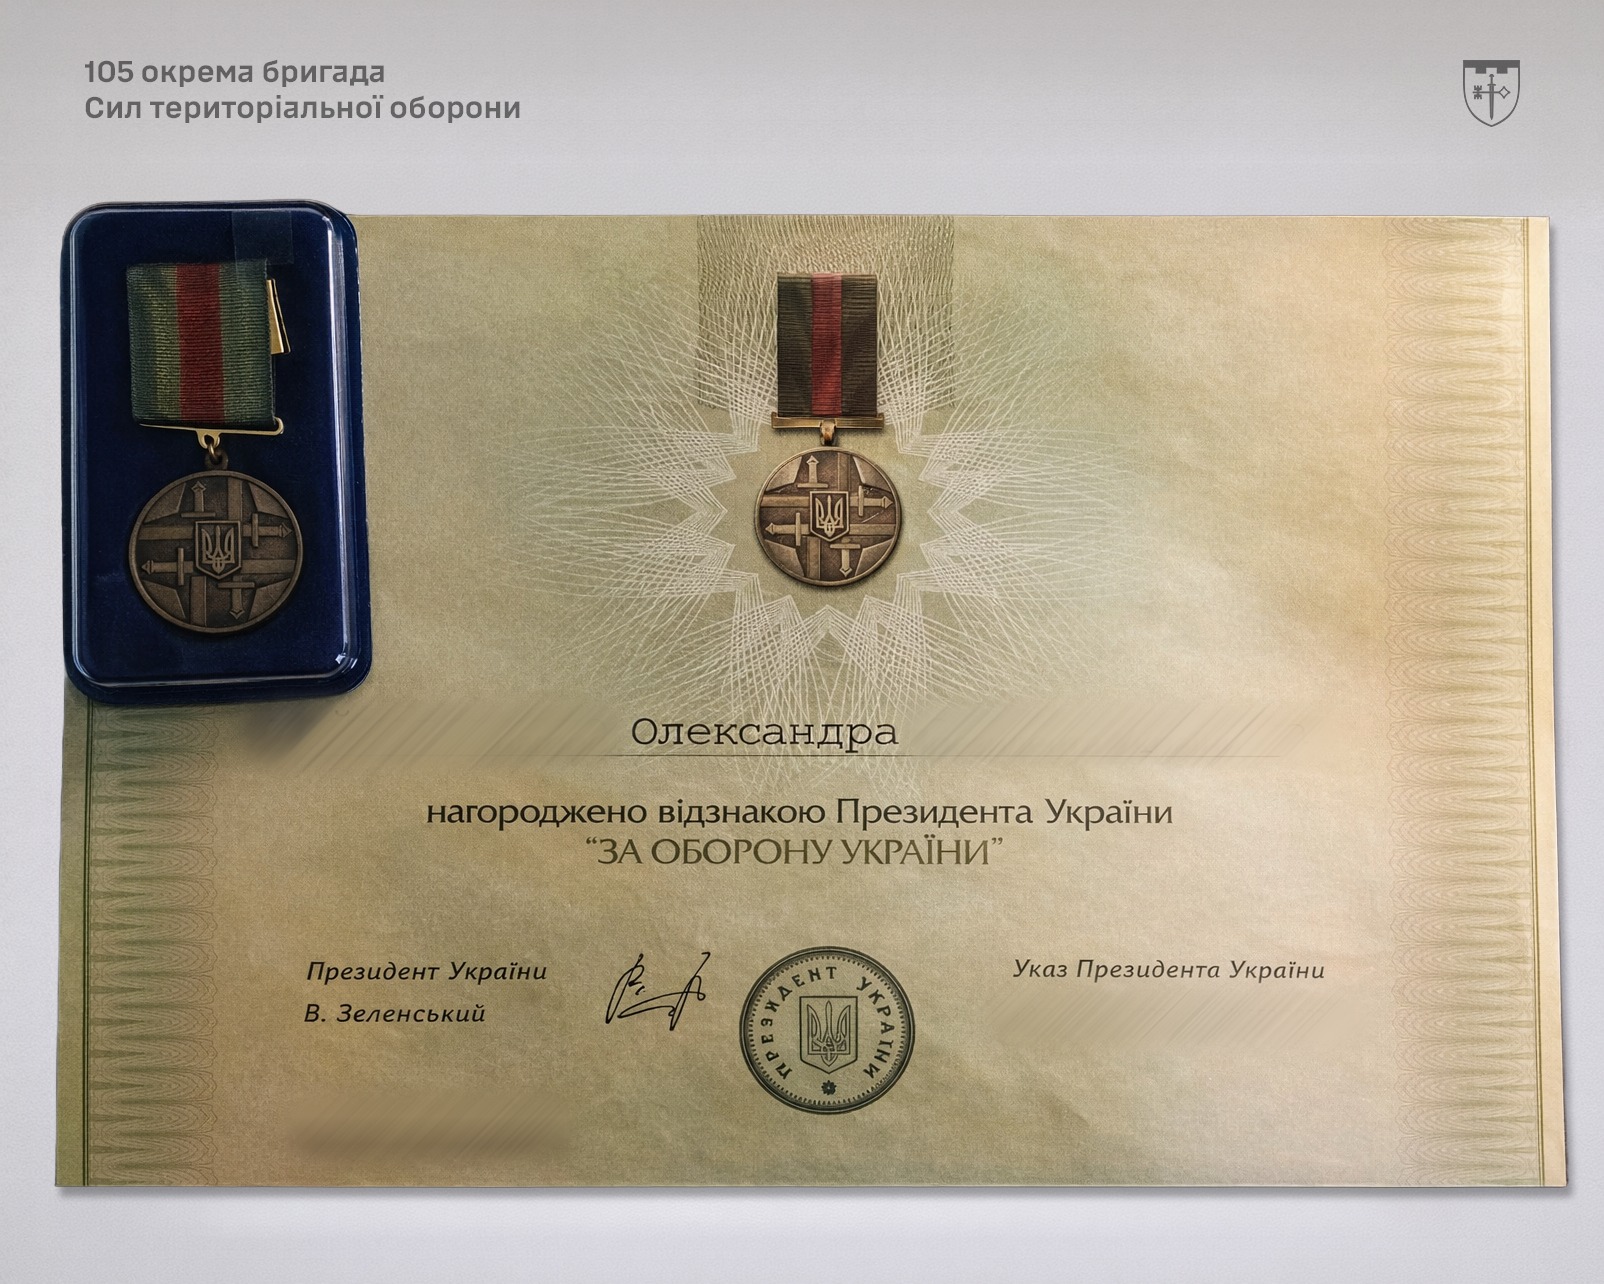 105 окрема бригада
Сил територіальної оборони
Олександра
нагороджено відзнакою Президента України
“ЗА ОБОРОНУ УКРАЇНИ”
Президент України
В. Зеленський
ПРЕЗИДЕНТ УКРАЇНИ
Указ Президента України